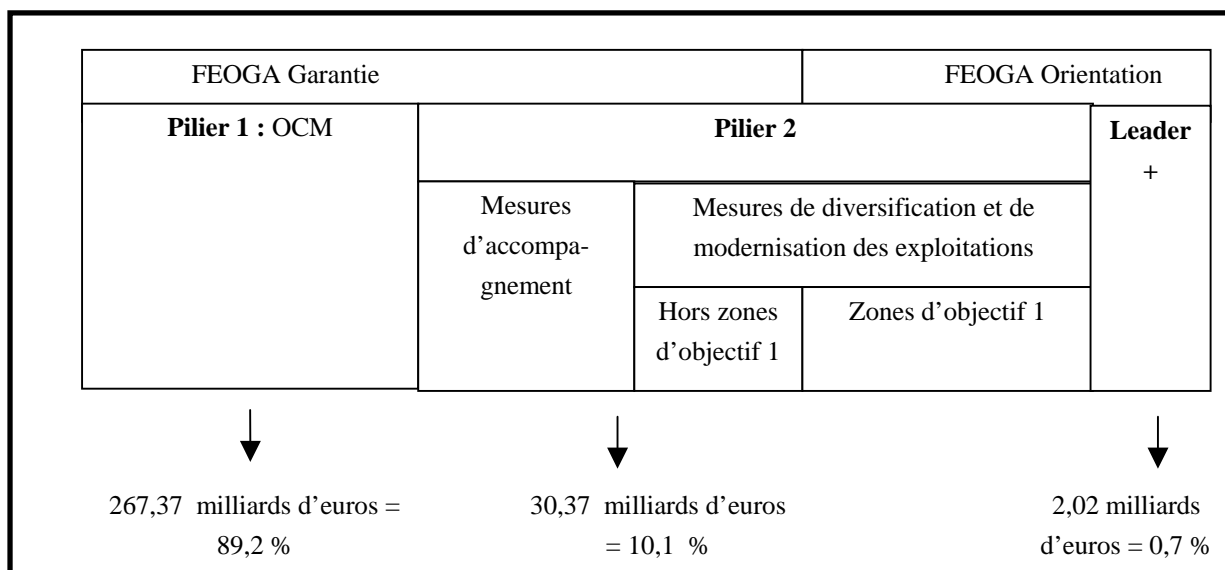 FEOGA Garantie
FEOGA Orientation
Pilier 1 : OCM
Pilier 2
Leader
+
Mesures
d’accompa-
gnement
Mesures de diversification et de
modernisation des exploitations
Hors zones
d’objectif 1
Zones d’objectif 1
267,37 milliards d’euros =
89,2 %
30,37 milliards d’euros
= 10,1 %
2,02 milliards
d’euros = 0,7 %